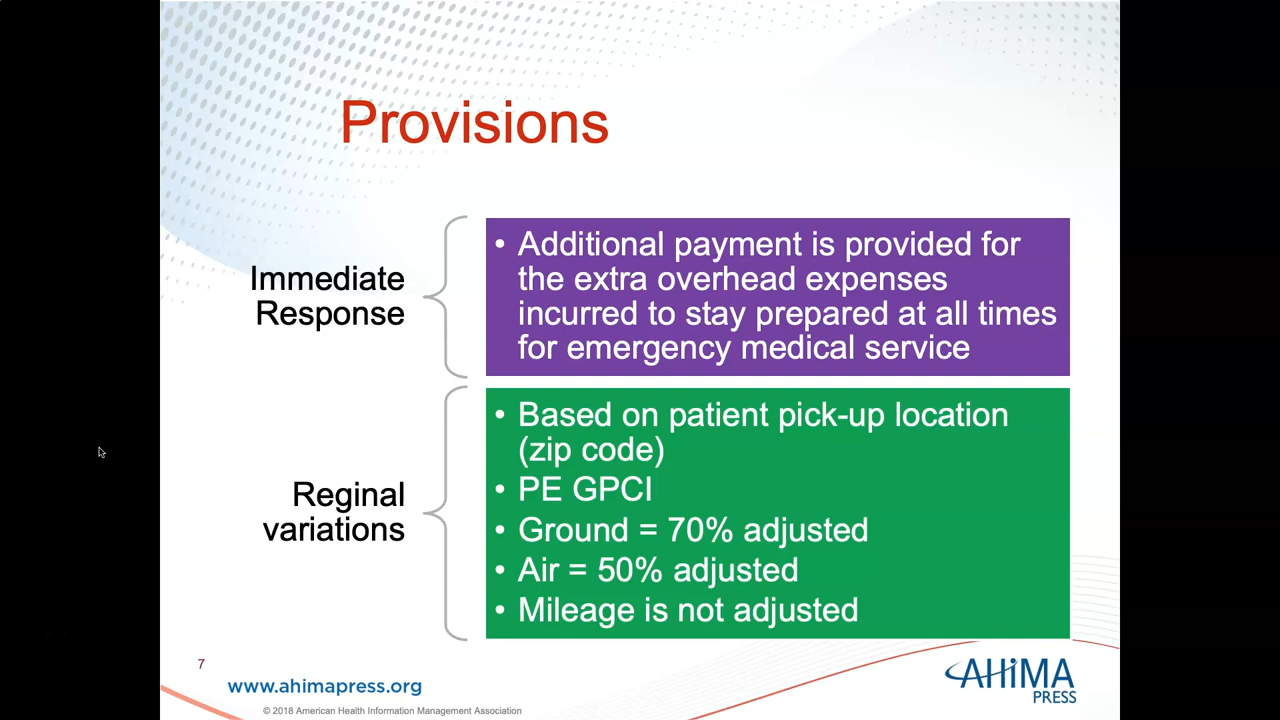 Provisions
Immediate
Response
• Additional payment is provided for
the extra overhead expenses
incurred to stay prepared at all times
for emergency medical service
Reginal
variations
• Based on patient pick-up location
(zip code)
• PE GPCI
• Ground = 70% adjusted
• Air = 50% adjusted
• Mileage is not adjusted
7
www.ahimapress.org
© 2018 American Health Information Management Association
AHiMA
PRESS